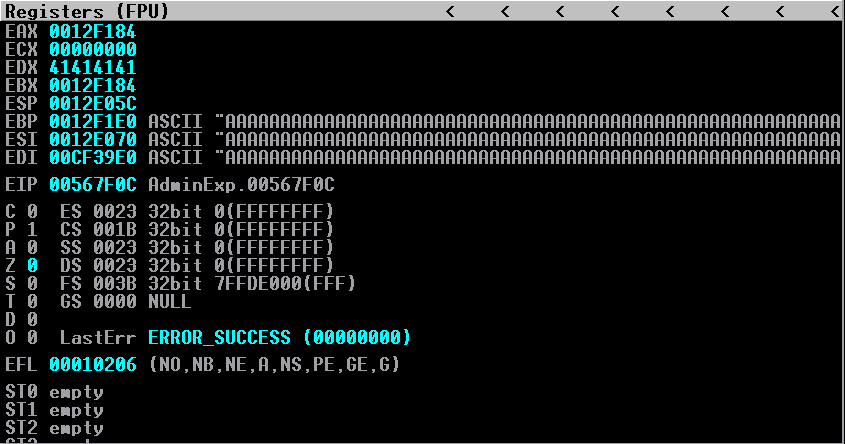 Registers (FPU) < < < < < < < <
EAX 0012F184
ECX 00000000
EDX 41414141
EBX 0012F184
ESP 0012E05C
EBP 0012F1E0 ASCII "AAAAAAAAAAAAAAAAAAAAAAAAAAAAAAAAAAAAAAAAAAAAAAAAAAAAAAAA
ESI 0012E070 ASCII "AAAAAAAAAAAAAAAAAAAAAAAAAAAAAAAAAAAAAAAAAAAAAAAAAAAAAAAA
EDI 00CF39E0 ASCII "AAAAAAAAAAAAAAAAAAAAAAAAAAAAAAAAAAAAAAAAAAAAAAAAAAAAAAAA
EIP 00567F0C AdminExp.00567F0C
C 0 ES 0023 32bit 0(FFFFFFFF)
P 1 CS 001B 32bit 0(FFFFFFFF)
A 0 SS 0023 32bit 0(FFFFFFFF)
Z 0 DS 0023 32bit 0(FFFFFFFF)
S 0 FS 003B 32bit 7FFDE000(FFF)
T 0 GS 0000 NULL
D 0
O 0 LastErr ERROR_SUCCESS (00000000)
EFL 00010206 (NO,NB,NE,A,NS,PE,GE,G)
ST0 empty
ST1 empty
ST2 empty